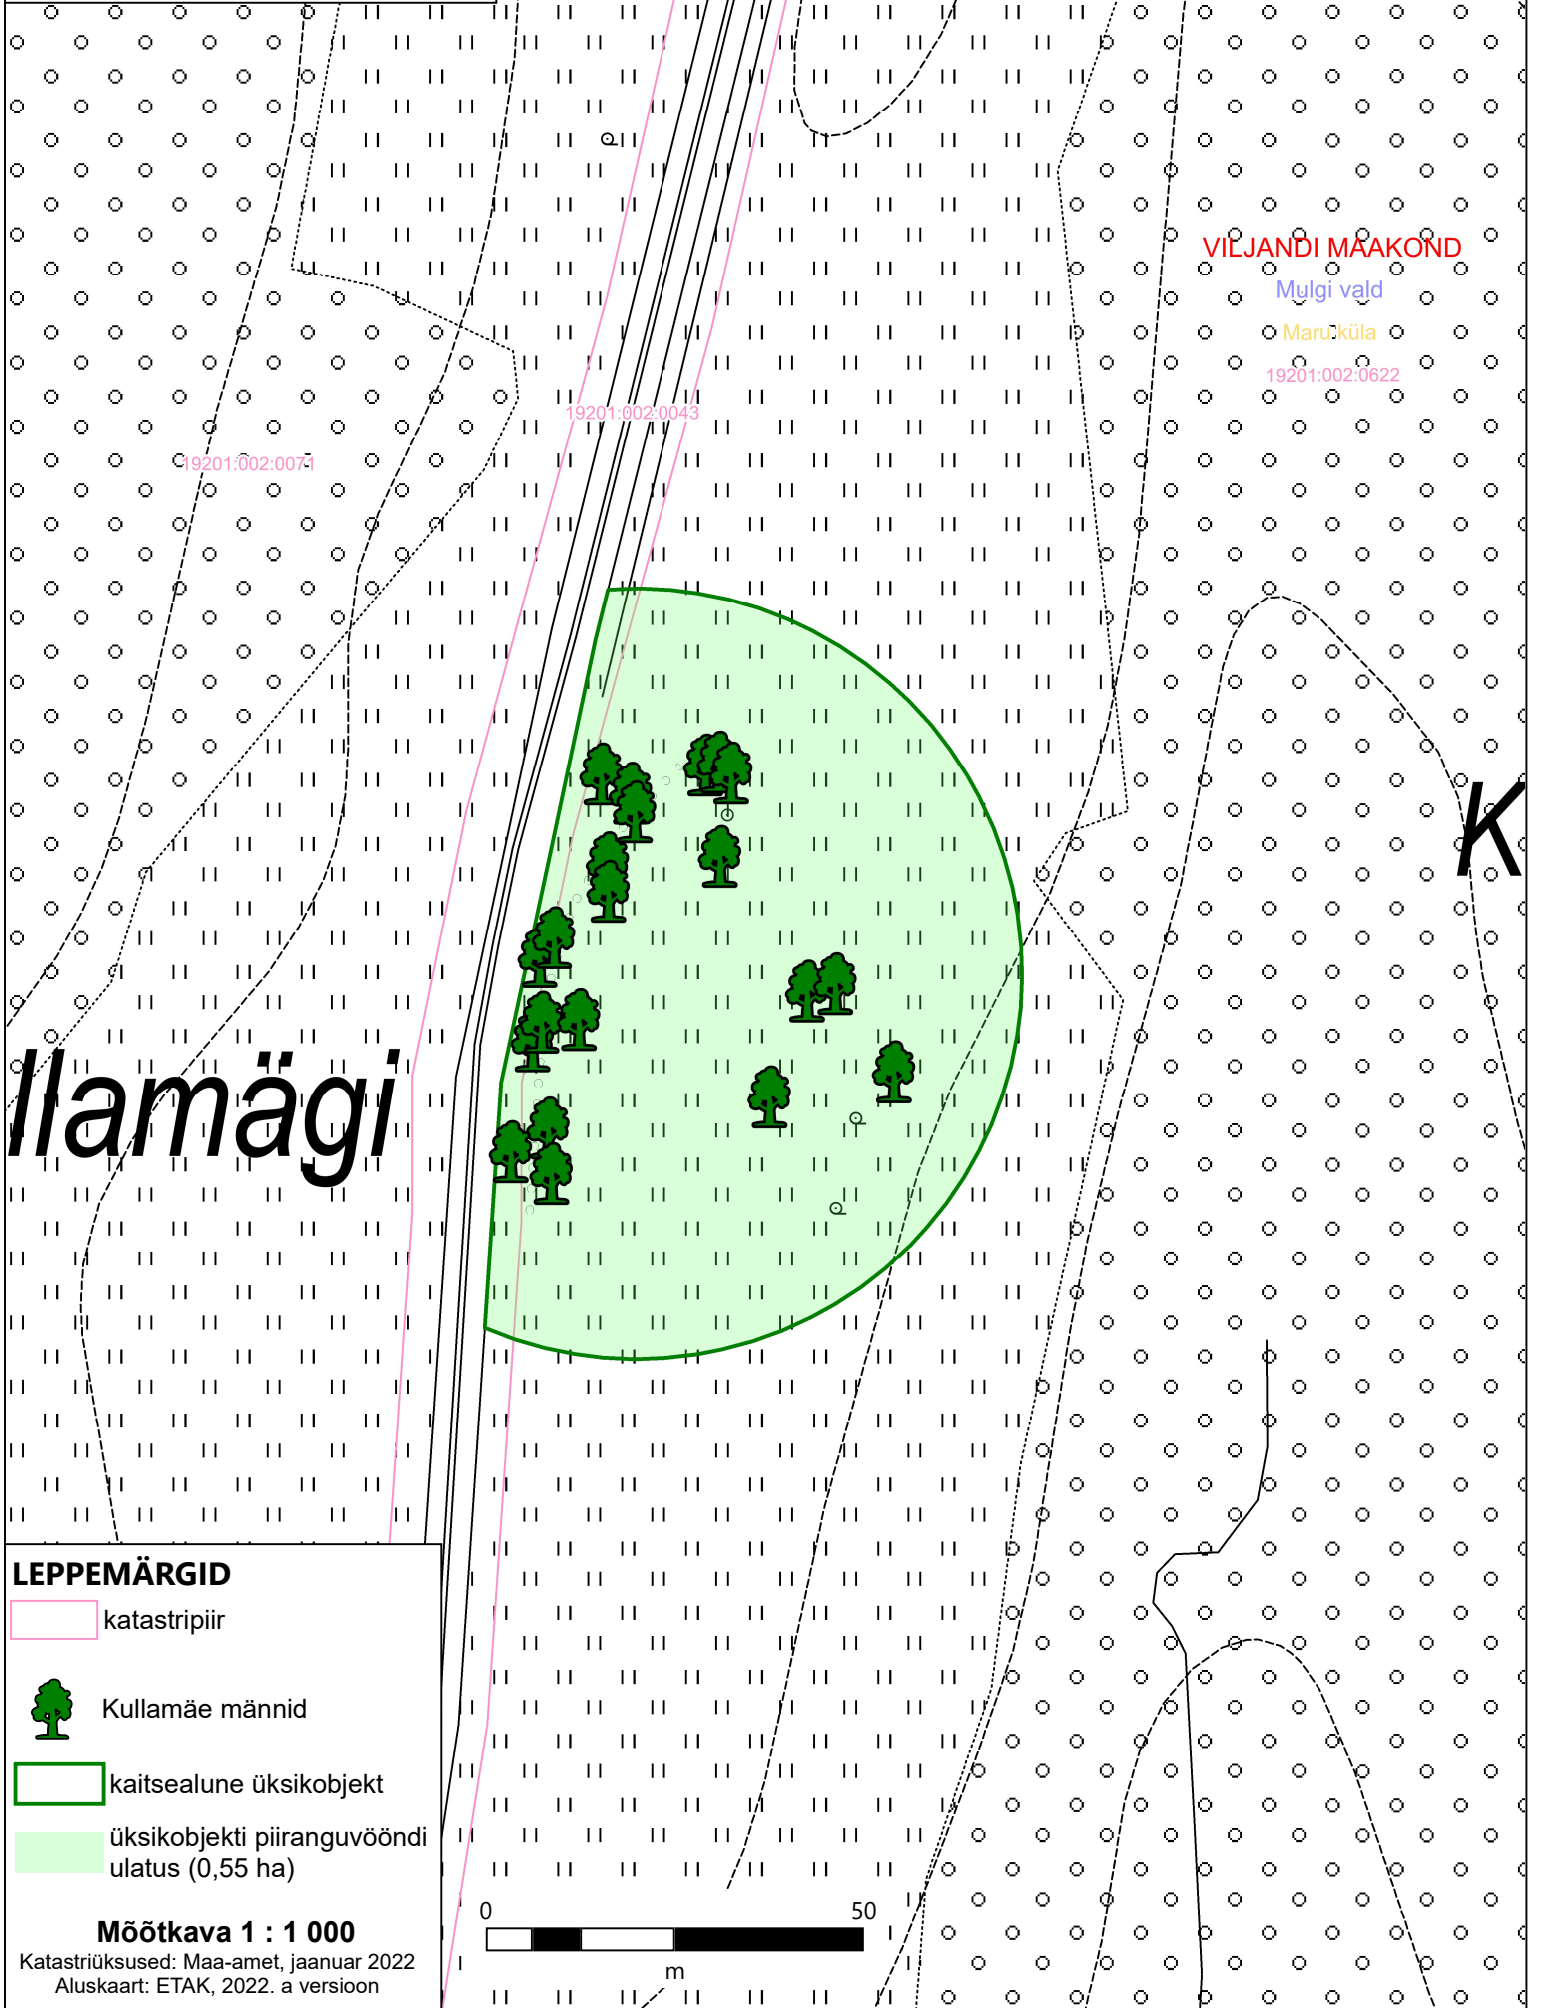 VILJANDI MAAKOND
Mulgi vald
Maru küla
19201:002:0622
19201:002:0043
19201:002:0071
K
llamägi
LEPPEMÄRGID
katastripiir
Kullamäe männid
kaitsealune üksikobjekt
üksikobjekti piiranguvööndi
ulatus (0,55 ha)
Mõõtkava 1 : 1 000
Katastriüksused: Maa-amet, jaanuar 2022
Aluskaart: ETAK, 2022. a versioon
0 50
m